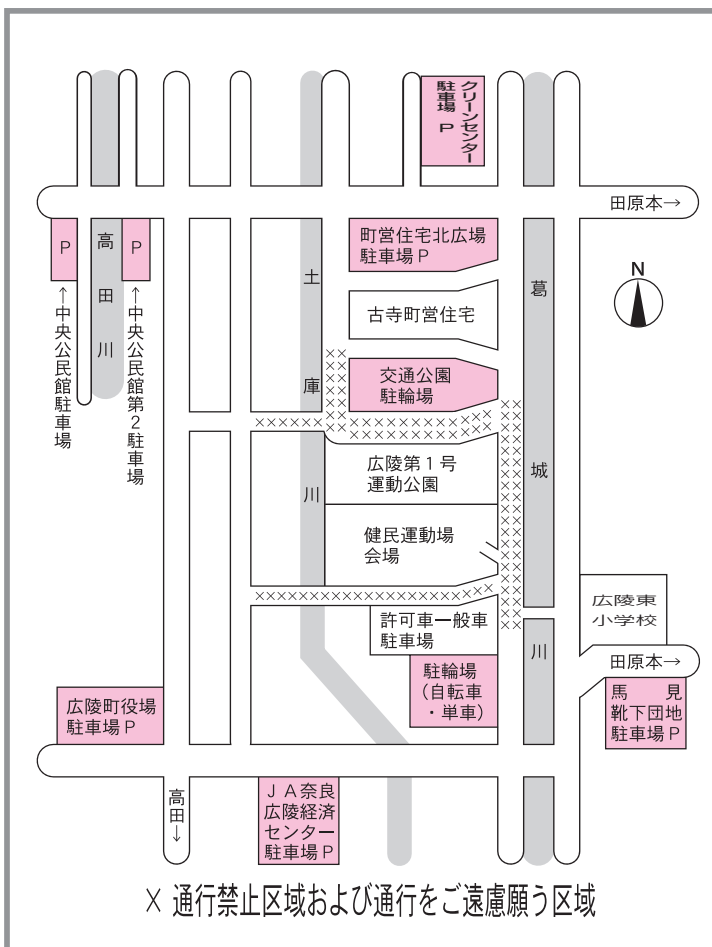 クリーンセンター
駐車場 P
田原本→
P
高田川
P
町営住宅北広場
駐車場P
N
←中央公民館駐車場
←中央公民館第2駐車場
土庫川
葛城川
古寺町営住宅
交通公園
駐輪場
広陵第1号
運動公園
健民運動場
会場
広陵東
小学校
許可車一般車
駐車場
田原本→
駐輪場
(自転車
・単車)
広陵町役場
駐車場P
馬見
靴下団地
駐車場P
高田→
JA奈良
広陵経済
センター
駐車場P
× 通行禁止区域および通行をご遠慮願う区域